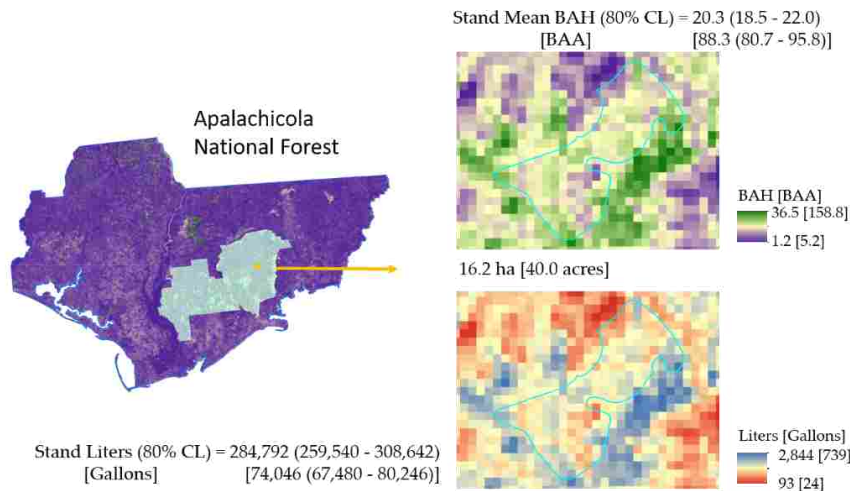 Stand Mean BAH (80% CL) = 20.3 (18.5 - 22.0)
[BAA] [88.3 (80.7 - 95.8)]
Apalachicola
National Forest
BAH [BAA]
36.5 [158.8]
1.2 [5.2]
16.2 ha [40.0 acres]
Stand Liters (80% CL) = 284,792 (259,540 - 308,642)
[Gallons] [74,046 (67,480 - 80,246)]
Liters [Gallons]
2,844 [739]
93 [24]